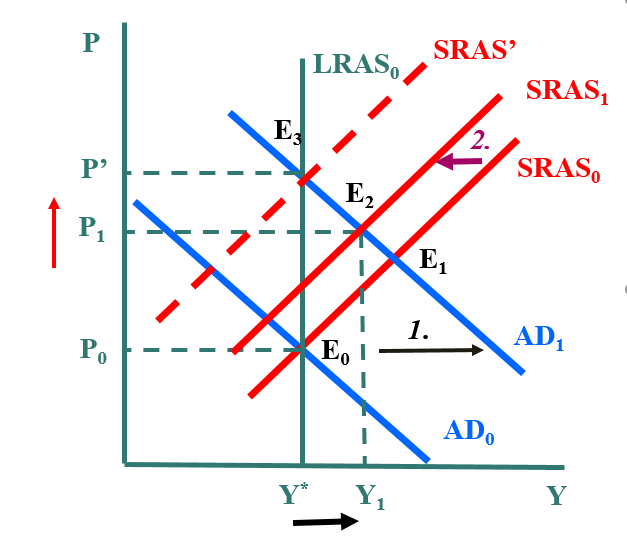 P
SRAS’
LRAS₀
SRAS₁
E₃
2.
P’
SRAS₀
E₂
P₁
E₁
1.
AD₁
P₀
E₀
AD₀
Y*
Y₁
Y